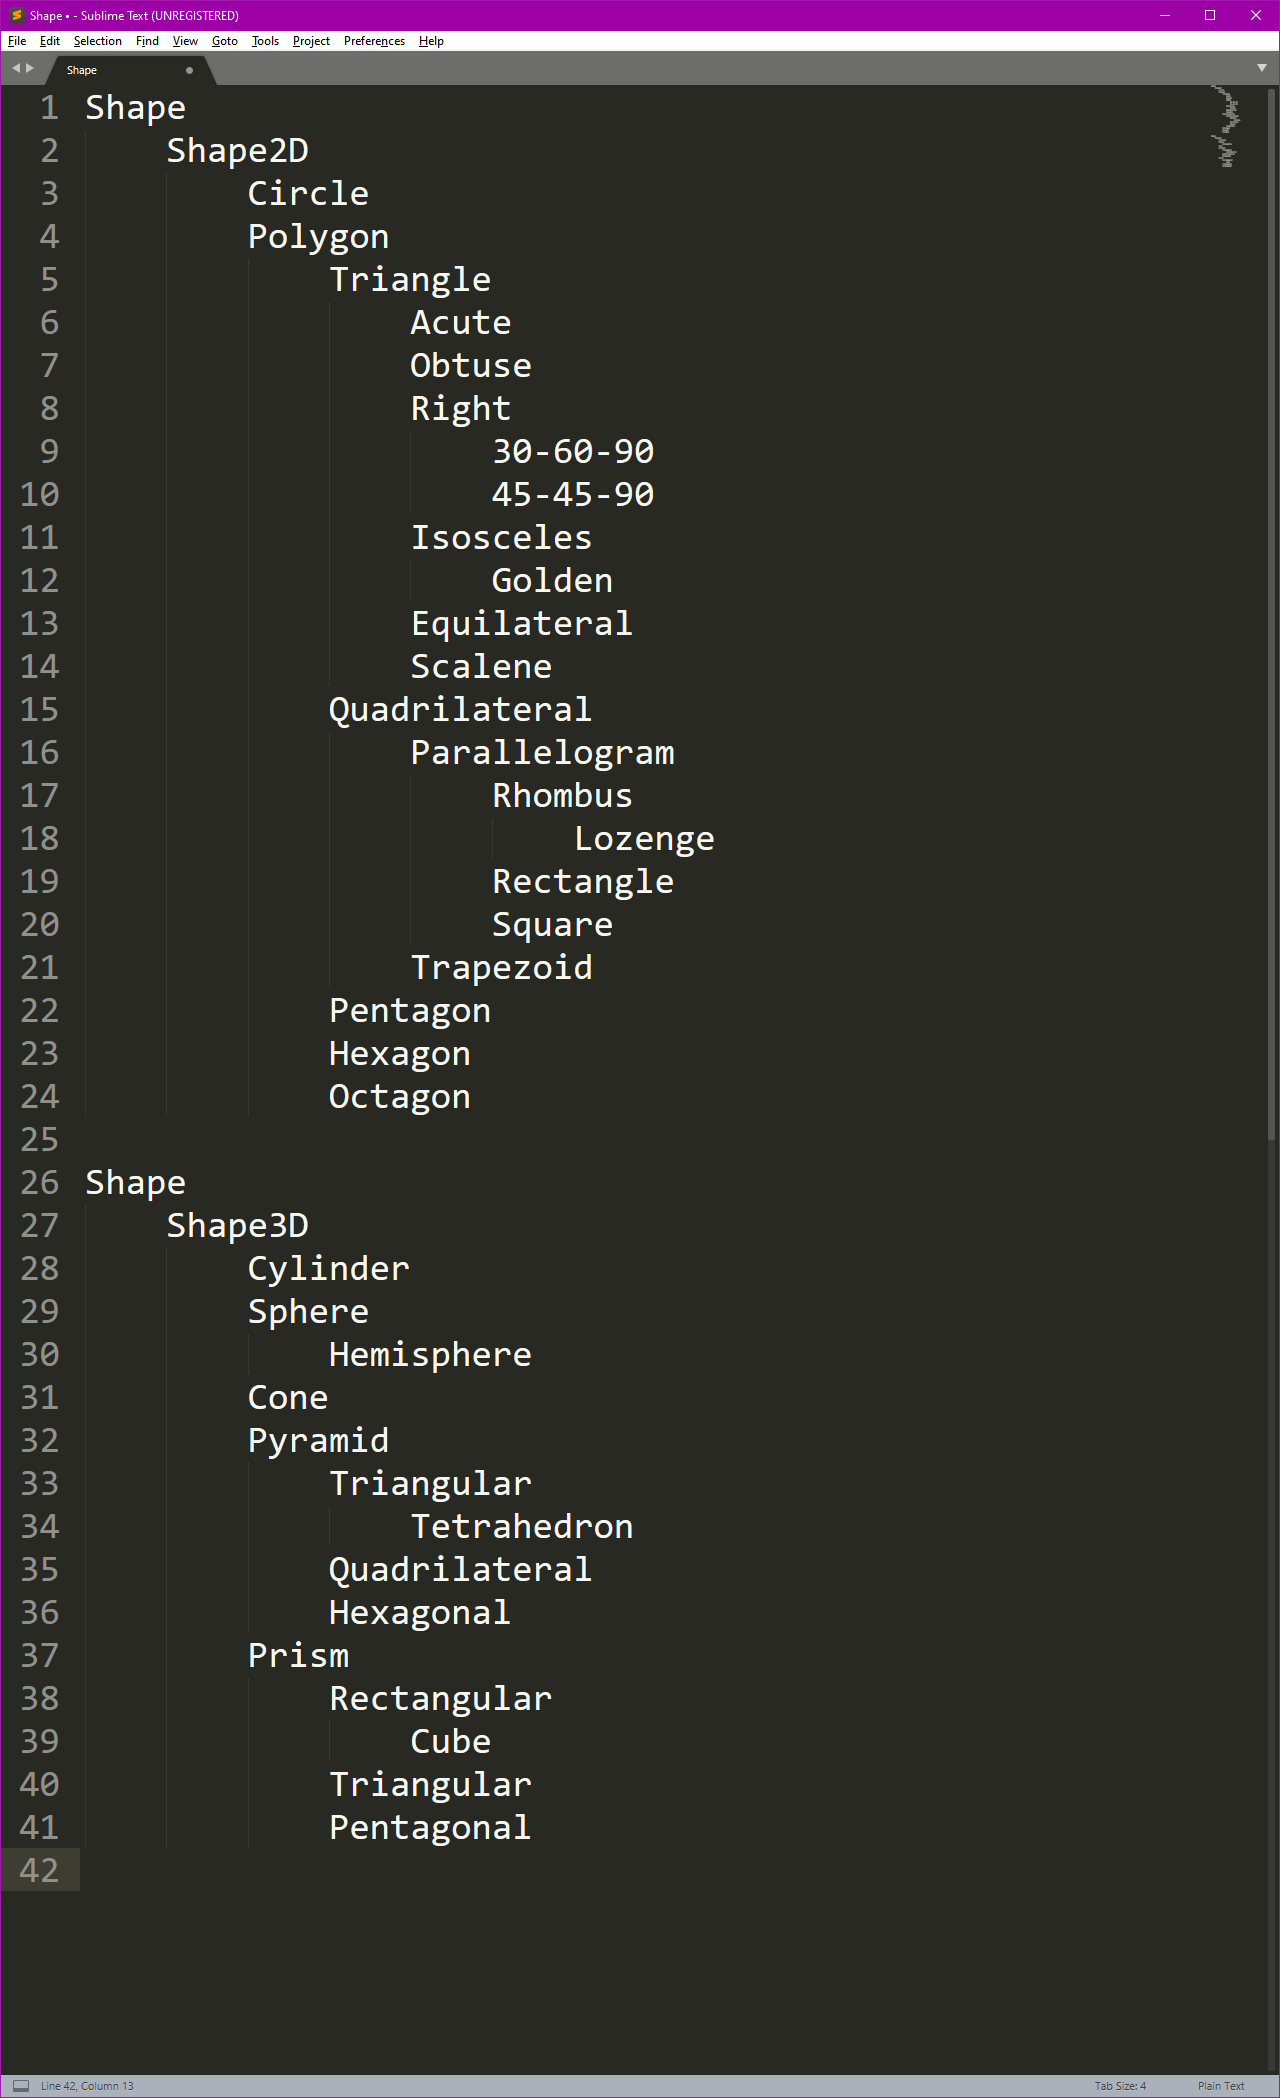 Shape • - Sublime Text (UNREGISTERED)
File Edit Selection Find View Goto Tools Project Preferences Help
Shape
1 Shape
2 Shape2D
3 Circle
4 Polygon
5 Triangle
6 Acute
7 Obtuse
8 Right
9 30-60-90
10 45-45-90
11 Isosceles
12 Golden
13 Equilateral
14 Scalene
15 Quadrilateral
16 Parallelogram
17 Rhombus
18 Lozenge
19 Rectangle
20 Square
21 Trapezoid
22 Pentagon
23 Hexagon
24 Octagon
25
26 Shape
27 Shape3D
28 Cylinder
29 Sphere
30 Hemisphere
31 Cone
32 Pyramid
33 Triangular
34 Tetrahedron
35 Quadrilateral
36 Hexagonal
37 Prism
38 Rectangular
39 Cube
40 Triangular
41 Pentagonal
42
Line 42, Column 13 Tab Size: 4 Plain Text